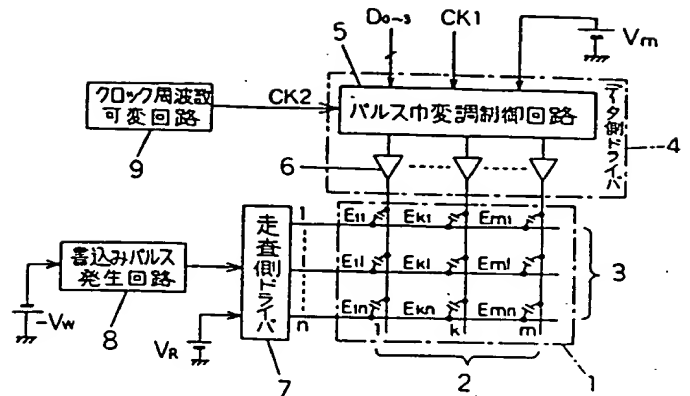 D0~3 CK1
5
Vm
クロック周波数
可変回路
CK2
パルス巾変調制御回路
データ側ドライバ
4
9
6
走査側ドライバ
1
n
E11 Ek1 Em1
E1l Ekl Eml
E1n Ekn Emn
1 k m
3
書込みパルス
発生回路
-VW
8
VR
7
2
1